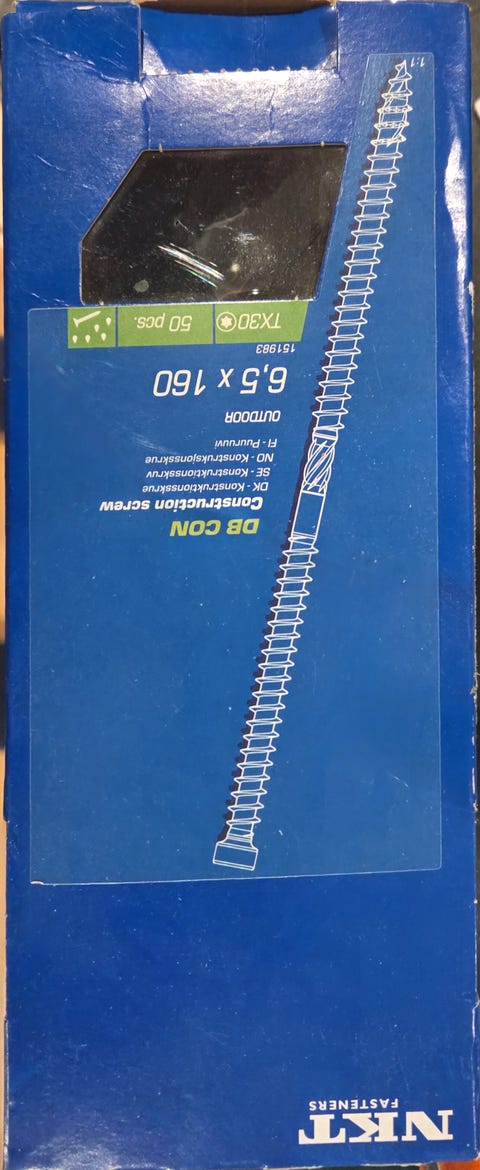 NKT
FASTENERS
DB CON
Construction screw
DK - Konstruktionsskrue
SE - Konstruktionsskruv
NO - Konstruksjonsskrue
FI - Puuruuvi
OUTDOOR
6,5 x 160
151983
TX30 50 pcs.
1:1